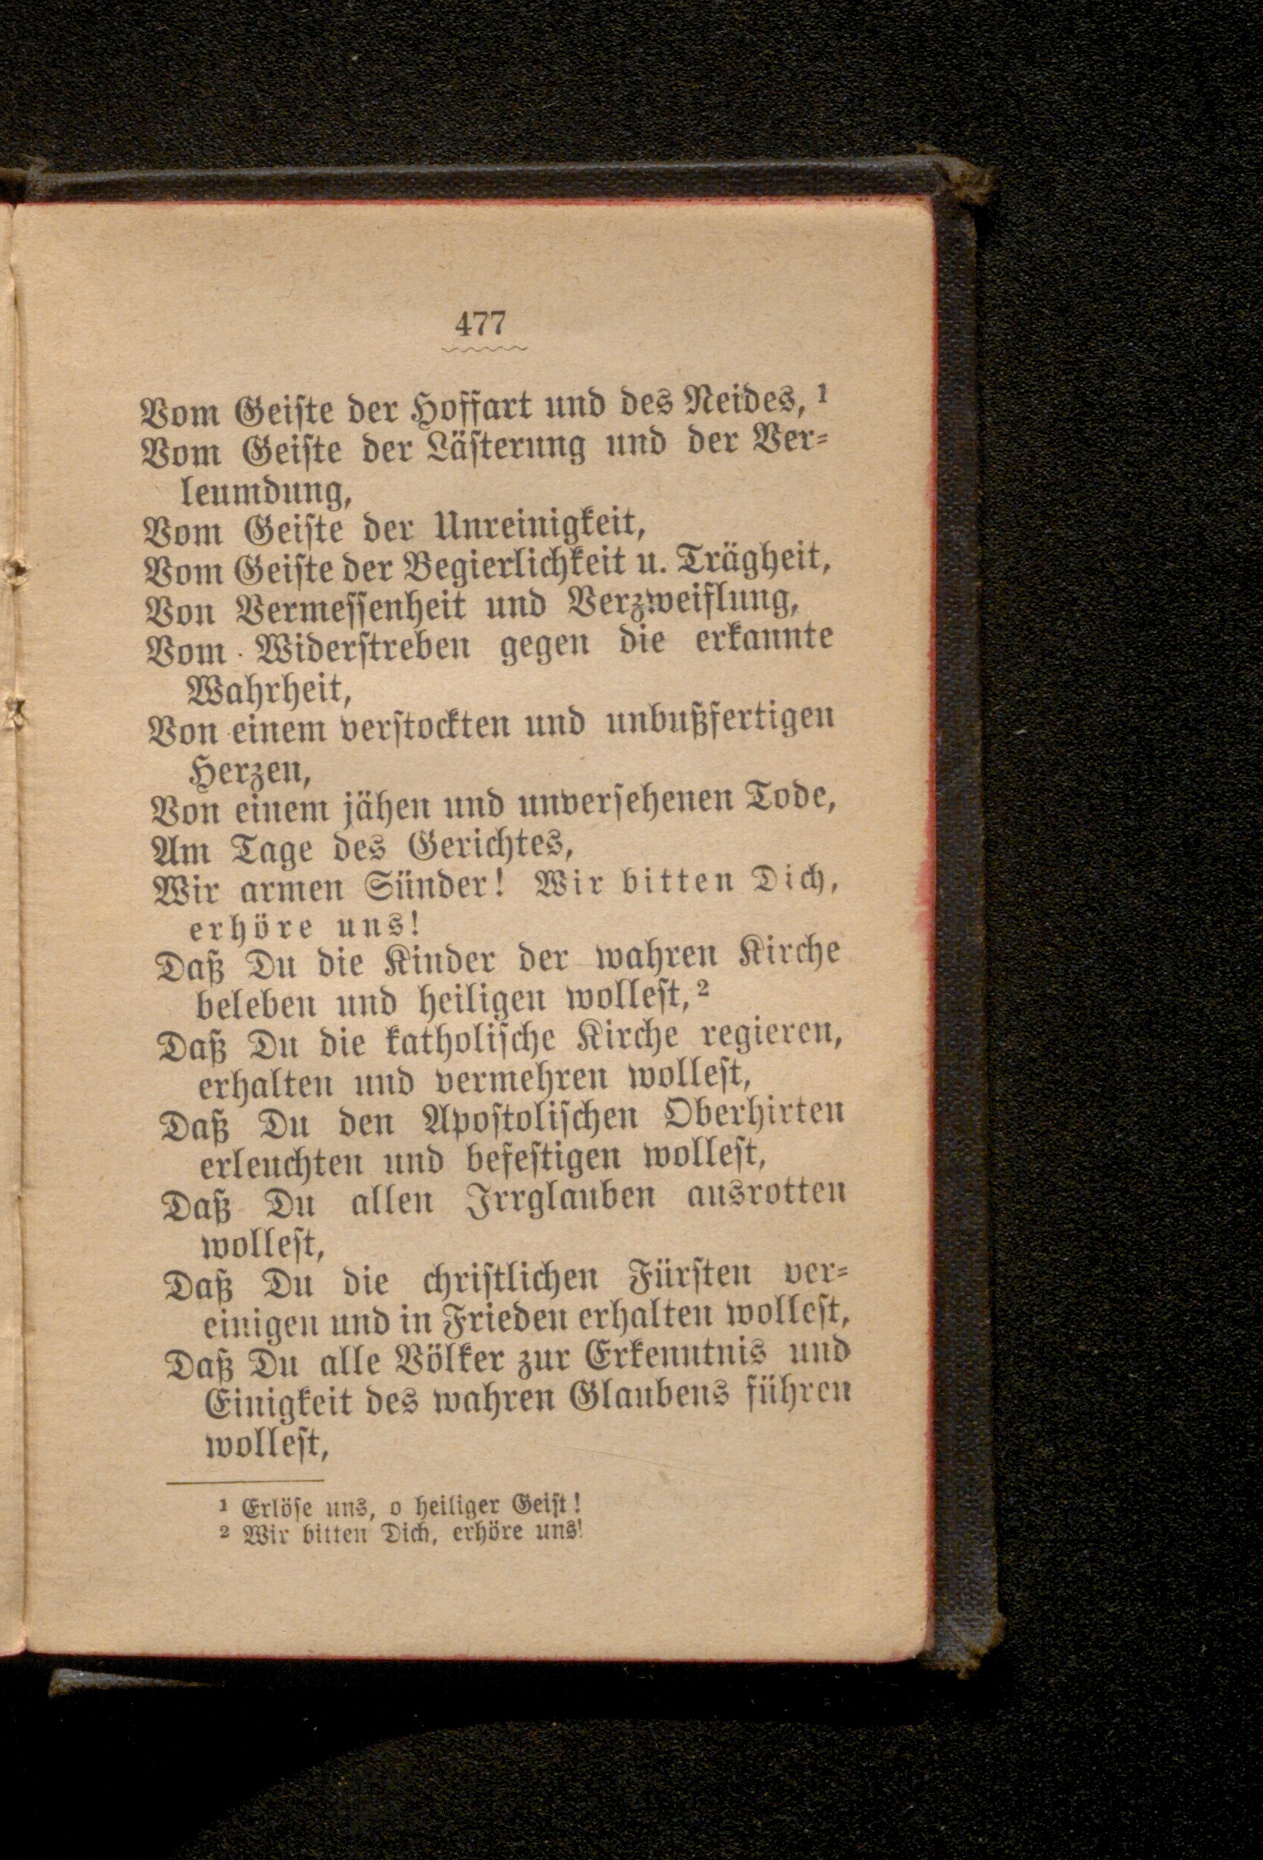 477
Vom Geiste der Hoffart und des Neides, ¹
Vom Geiste der Lästerung und der Ver-
leumdung,
Vom Geiste der Unreinigkeit,
Vom Geiste der Begierlichkeit u. Trägheit,
Von Vermessenheit und Verzweiflung,
Vom Widerstreben gegen die erkannte
Wahrheit,
Von einem verstockten und unbußfertigen
Herzen,
Von einem jähen und unversehenen Tode,
Am Tage des Gerichtes,
Wir armen Sünder! Wir bitten Dich,
erhöre uns!
Daß Du die Kinder der wahren Kirche
beleben und heiligen wollest,²
Daß Du die katholische Kirche regieren,
erhalten und vermehren wollest,
Daß Du den Apostolischen Oberhirten
erleuchten und befestigen wollest,
Daß Du allen Irrglauben ausrotten
wollest,
Daß Du die christlichen Fürsten ver-
einigen und in Frieden erhalten wollest,
Daß Du alle Völker zur Erkenntnis und
Einigkeit des wahren Glaubens führen
wollest,
¹ Erlöse uns, o heiliger Geist!
² Wir bitten Dich, erhöre uns!